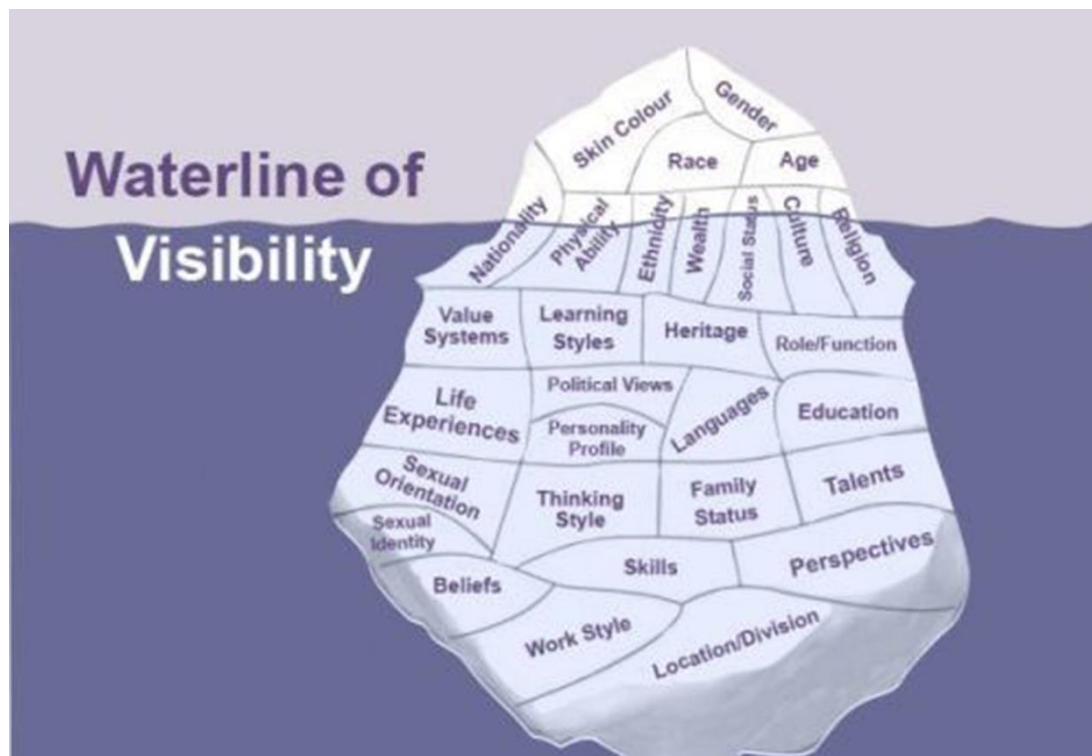 Waterline of
Visibility
Skin Colour
Gender
Race
Age
Nationality
Physical
Ability
Ethnicity
Wealth
Social Status
Culture
Religion
Value
Systems
Learning
Styles
Heritage
Role/Function
Life
Experiences
Political Views
Personality
Profile
Languages
Education
Sexual
Orientation
Thinking
Style
Family
Status
Talents
Sexual
Identity
Beliefs
Skills
Perspectives
Work Style
Location/Division